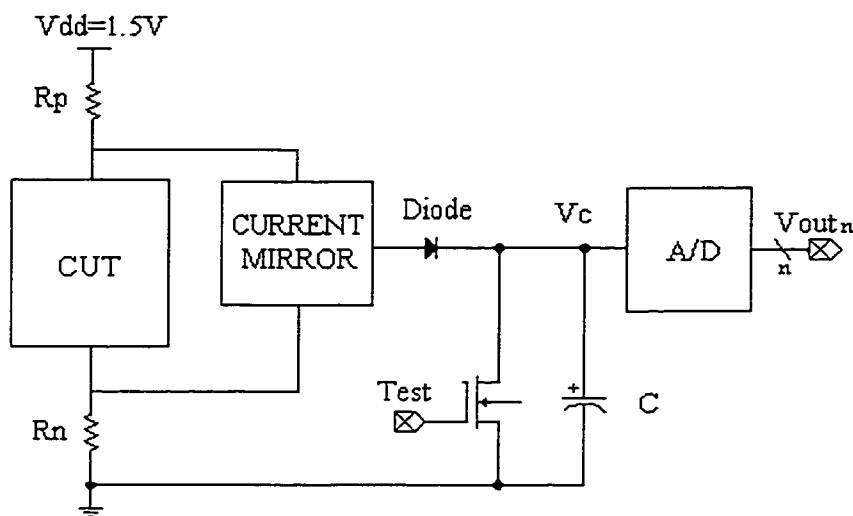 Vdd=1.5V
Rp
CUT
CURRENT
MIRROR
Diode
Vc
A/D
Voutn
n
Test
+
C
Rn